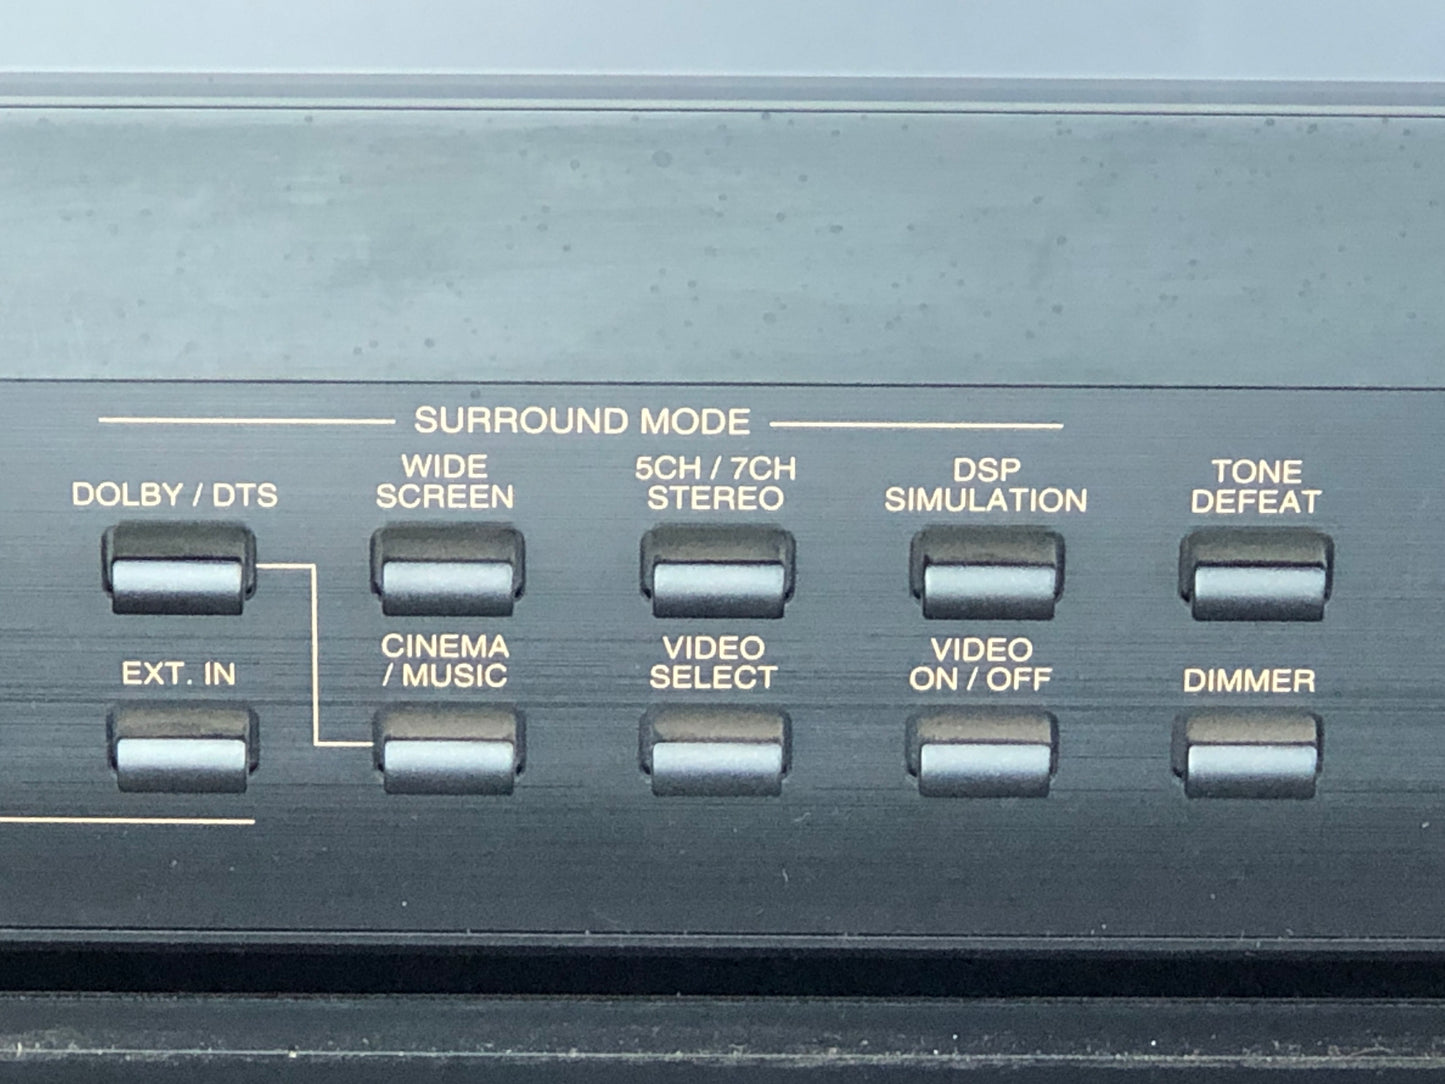 SURROUND MODE
DOLBY / DTS
WIDE
SCREEN
5CH / 7CH
STEREO
DSP
SIMULATION
TONE
DEFEAT
EXT. IN
CINEMA
/ MUSIC
VIDEO
SELECT
VIDEO
ON / OFF
DIMMER